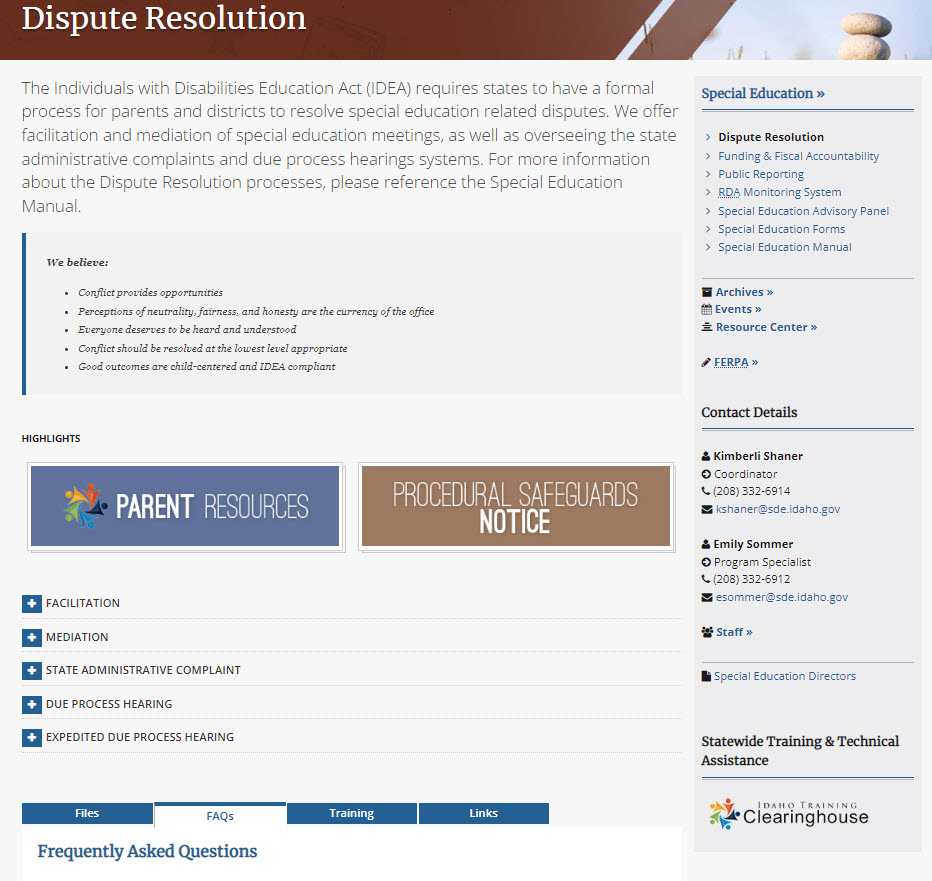 Dispute Resolution
The Individuals with Disabilities Education Act (IDEA) requires states to have a formal
process for parents and districts to resolve special education related disputes. We offer
facilitation and mediation of special education meetings, as well as overseeing the state
administrative complaints and due process hearings systems. For more information
about the Dispute Resolution processes, please reference the Special Education
Manual.
We believe:
• Conflict provides opportunities
• Perceptions of neutrality, fairness, and honesty are the currency of the office
• Everyone deserves to be heard and understood
• Conflict should be resolved at the lowest level appropriate
• Good outcomes are child-centered and IDEA compliant
HIGHLIGHTS
PARENT RESOURCES
PROCEDURAL SAFEGUARDS
NOTICE
FACILITATION
MEDIATION
STATE ADMINISTRATIVE COMPLAINT
DUE PROCESS HEARING
EXPEDITED DUE PROCESS HEARING
Files
FAQs
Training
Links
Frequently Asked Questions
Special Education »
Dispute Resolution
Funding & Fiscal Accountability
Public Reporting
RDA Monitoring System
Special Education Advisory Panel
Special Education Forms
Special Education Manual
Archives »
Events »
Resource Center »
FERPA »
Contact Details
Kimberli Shaner
Coordinator
(208) 332-6914
kshaner@sde.idaho.gov
Emily Sommer
Program Specialist
(208) 332-6912
esommer@sde.idaho.gov
Staff »
Special Education Directors
Statewide Training & Technical
Assistance
IDAHO TRAINING
Clearinghouse